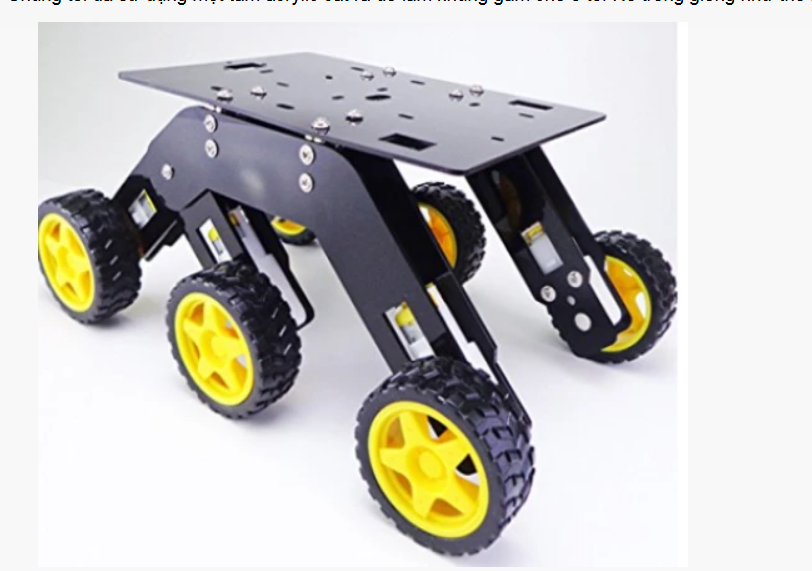 Chúng tôi đã sử dụng một tấm acrylic cắt ra để làm khung gầm cho ô tô. Nó trông giống như thế